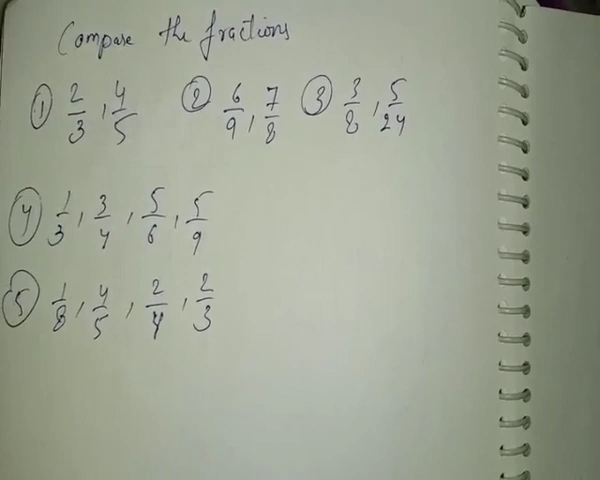 Compare the fractions
① 2/3, 4/5 ② 6/9, 7/8 ③ 3/8, 5/24
④ 1/3, 3/4, 5/6, 5/9
⑤ 1/8, 4/5, 2/4, 2/3